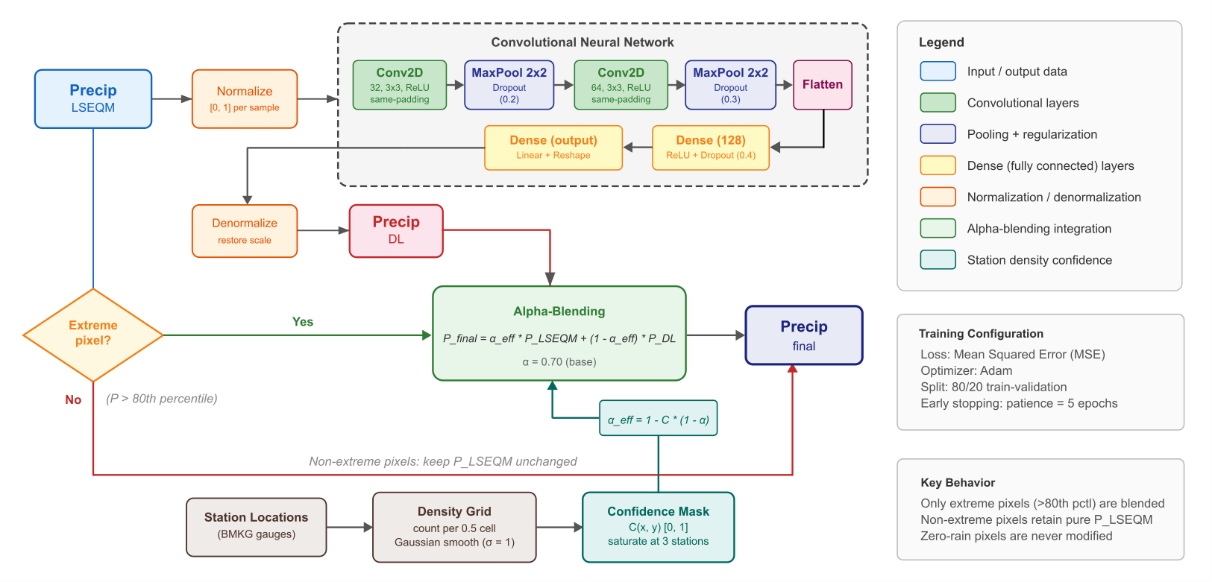 Convolutional Neural Network
Precip
LSEQM
Normalize
[0, 1] per sample
Conv2D
32, 3x3, ReLU
same-padding
MaxPool 2x2
Dropout
(0.2)
Conv2D
64, 3x3, ReLU
same-padding
MaxPool 2x2
Dropout
(0.3)
Flatten
Dense (output)
Linear + Reshape
Dense (128)
ReLU + Dropout (0.4)
Denormalize
restore scale
Precip
DL
Extreme
pixel?
Yes
No
(P > 80th percentile)
Alpha-Blending
P_final = α_eff * P_LSEQM + (1 - α_eff) * P_DL
α = 0.70 (base)
Precip
final
α_eff = 1 - C * (1 - α)
Non-extreme pixels: keep P_LSEQM unchanged
Station Locations
(BMKG gauges)
Density Grid
count per 0.5 cell
Gaussian smooth (σ = 1)
Confidence Mask
C(x, y) [0, 1]
saturate at 3 stations
Legend
Input / output data
Convolutional layers
Pooling + regularization
Dense (fully connected) layers
Normalization / denormalization
Alpha-blending integration
Station density confidence
Training Configuration
Loss: Mean Squared Error (MSE)
Optimizer: Adam
Split: 80/20 train-validation
Early stopping: patience = 5 epochs
Key Behavior
Only extreme pixels (>80th pctl) are blended
Non-extreme pixels retain pure P_LSEQM
Zero-rain pixels are never modified